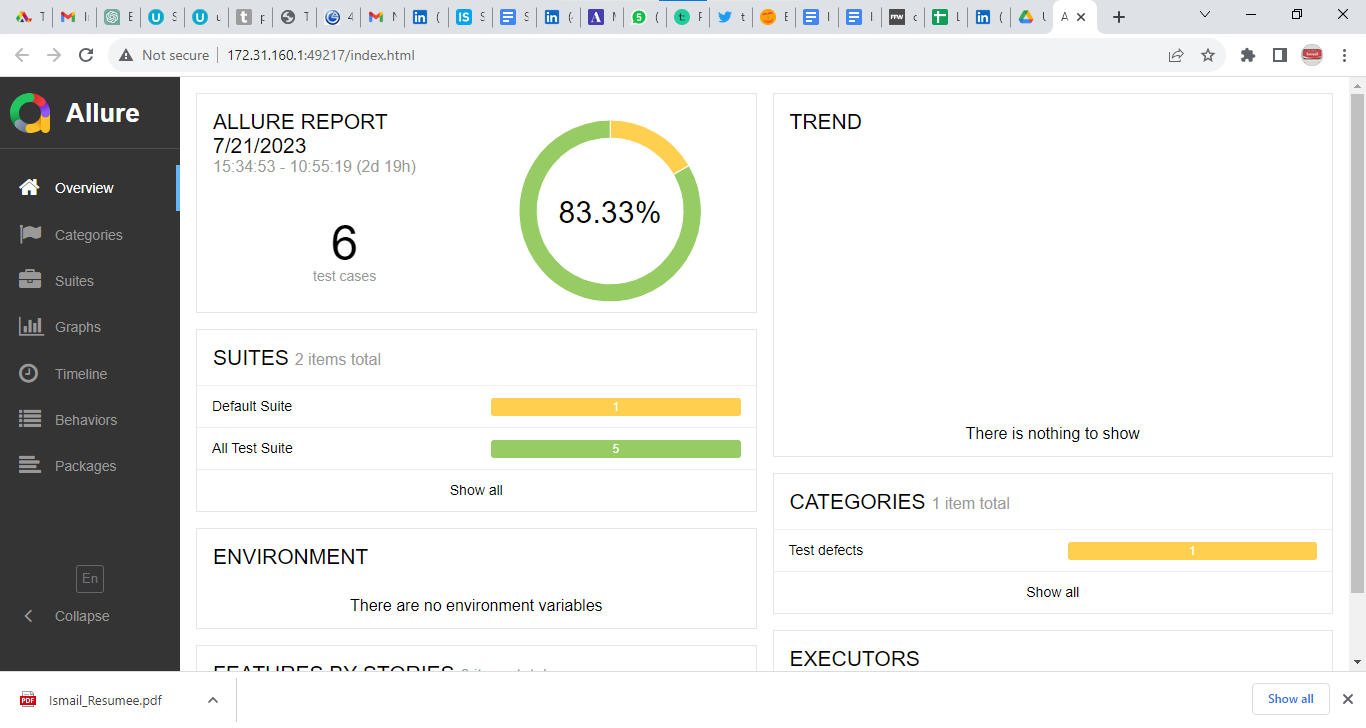 Not secure
172.31.160.1:49217/index.html
Allure
Overview
Categories
Suites
Graphs
Timeline
Behaviors
Packages
En
Collapse
ALLURE REPORT
7/21/2023
15:34:53 - 10:55:19 (2d 19h)
6
test cases
83.33%
SUITES 2 items total
Default Suite 1
All Test Suite 5
Show all
ENVIRONMENT
There are no environment variables
FEATURES BY STORIES
TREND
There is nothing to show
CATEGORIES 1 item total
Test defects 1
Show all
EXECUTORS
Ismail_Resumee.pdf
Show all